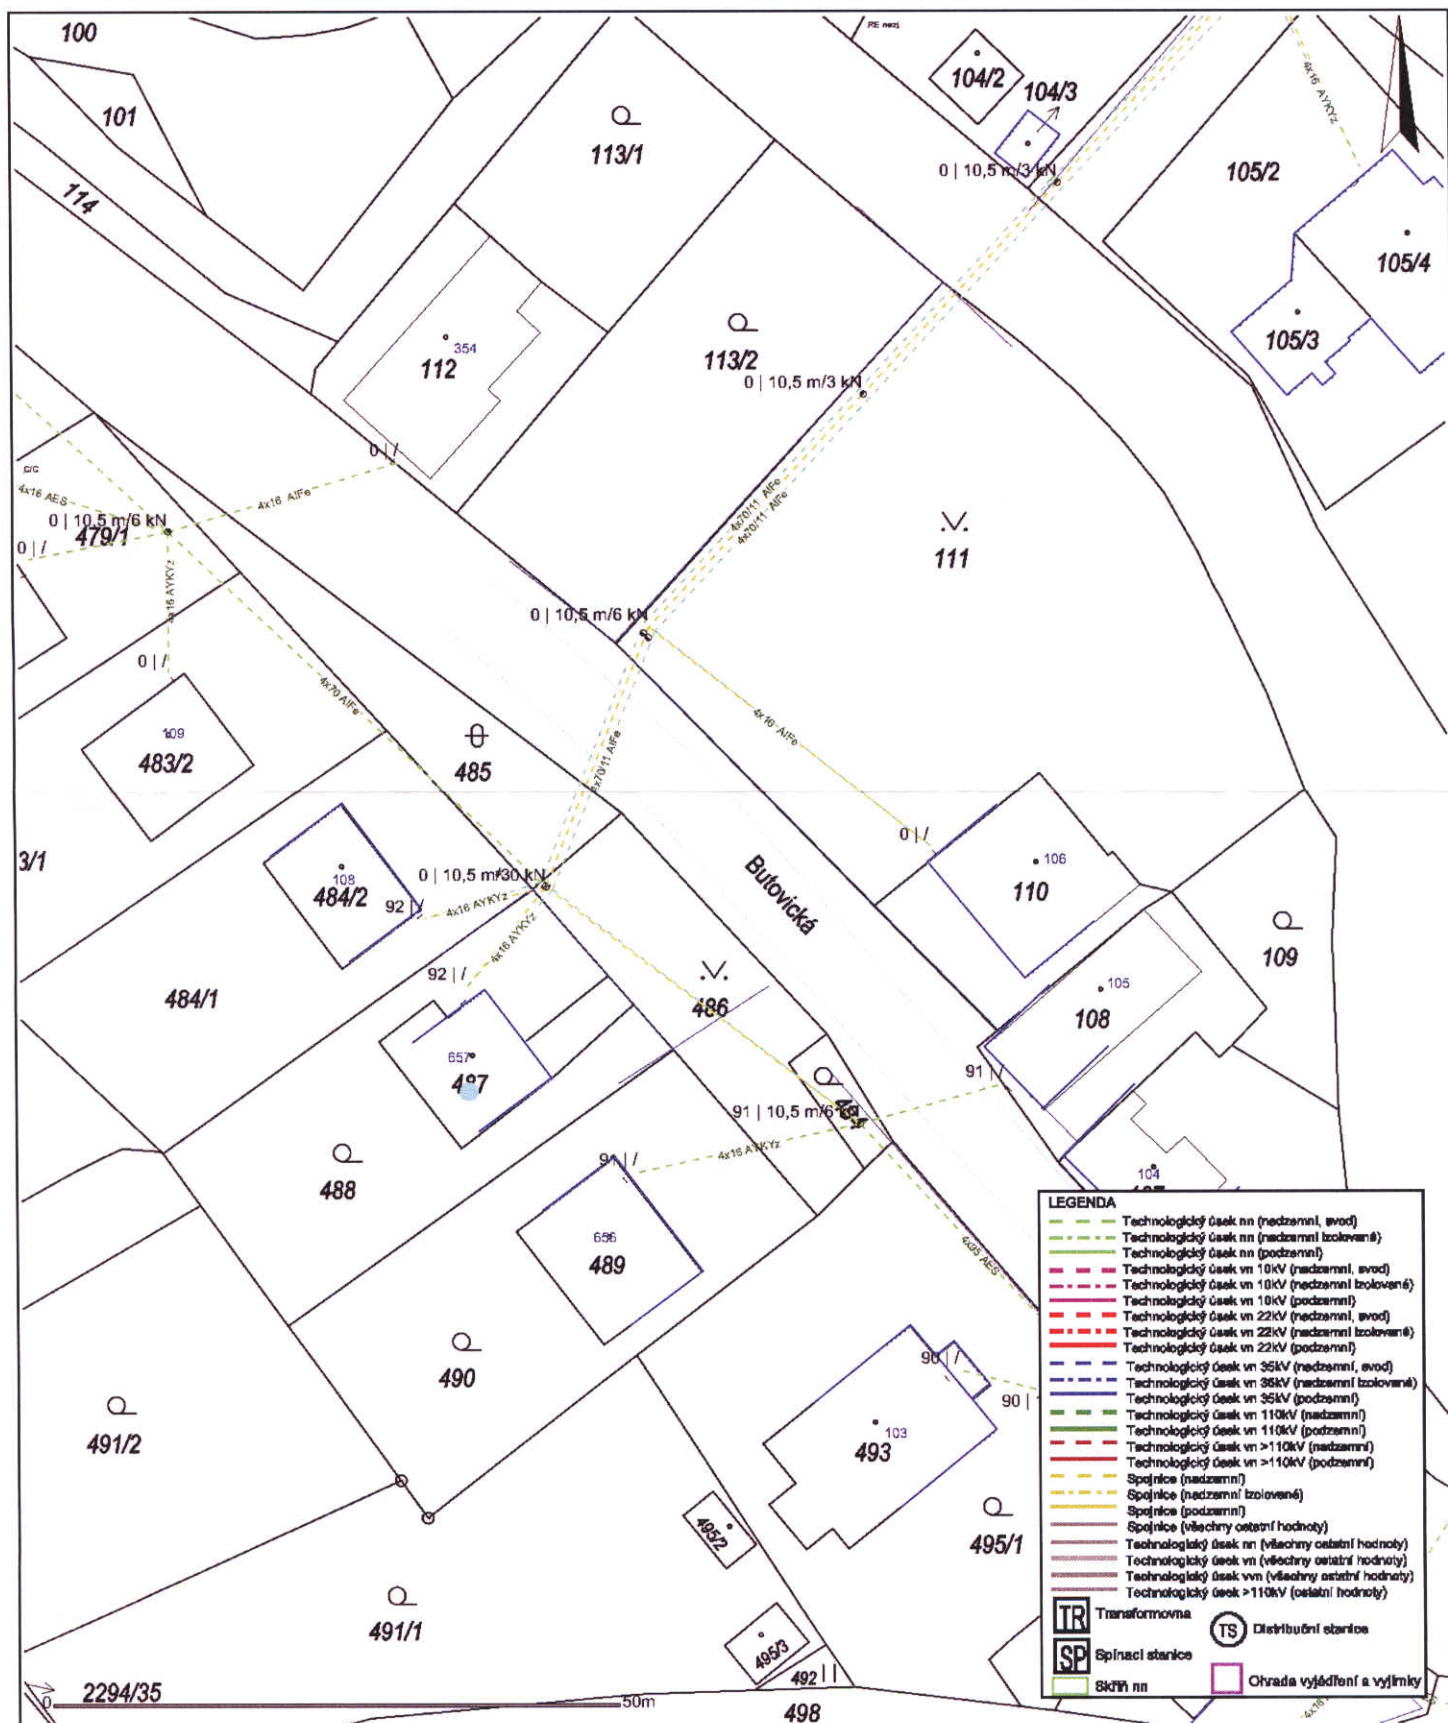 100
RE nezj
104/2
104/3
4x16 AYKYz
101
113/1
0 | 10,5 m/3 kN
105/2
114
105/4
354
112
113/2
105/3
0 | 10,5 m/3 kN
0 | /
c/c
4x16 AES
4x16 AlFe
0 | 10,5 m/6 kN
479/1
0 | /
4x70/11 AlFe
4x70/11 AlFe
111
4x16 AYKYz
0 | 10,5 m/6 kN
0 | /
4x70 AlFe
4x16 AlFe
109
483/2
485
4x70/11 AlFe
0 | /
3/1
108
484/2
0 | 10,5 m/30 kN
Butovická
106
110
92 | /
4x16 AYKYz
4x16 AYKYz
109
92 | /
484/1
486
105
108
657
487
91 | /
91 | 10,5 m/6 kN
494
4x16 AYKYz
91 | /
488
104
107
656
489
4x95 AES
490
90 | /
90 |
491/2
103
493
495/2
495/1
491/1
495/3
492
2294/35
0
50m
498
4x16
LEGENDA
Technologický úsek nn (nadzemní, svod)
Technologický úsek nn (nadzemní izolované)
Technologický úsek nn (podzemní)
Technologický úsek vn 10kV (nadzemní, svod)
Technologický úsek vn 10kV (nadzemní izolované)
Technologický úsek vn 10kV (podzemní)
Technologický úsek vn 22kV (nadzemní, svod)
Technologický úsek vn 22kV (nadzemní izolované)
Technologický úsek vn 22kV (podzemní)
Technologický úsek vn 35kV (nadzemní, svod)
Technologický úsek vn 35kV (nadzemní izolované)
Technologický úsek vn 35kV (podzemní)
Technologický úsek vn 110kV (nadzemní)
Technologický úsek vn 110kV (podzemní)
Technologický úsek vn >110kV (nadzemní)
Technologický úsek vn >110kV (podzemní)
Spojnice (nadzemní)
Spojnice (nadzemní izolované)
Spojnice (podzemní)
Spojnice (všechny ostatní hodnoty)
Technologický úsek nn (všechny ostatní hodnoty)
Technologický úsek vn (všechny ostatní hodnoty)
Technologický úsek vvn (všechny ostatní hodnoty)
Technologický úsek >110kV (ostatní hodnoty)
TR Transformovna
TS Distribuční stanice
SP Spínací stanice
Skříň nn
Ohrada vyjádření a vyjímky